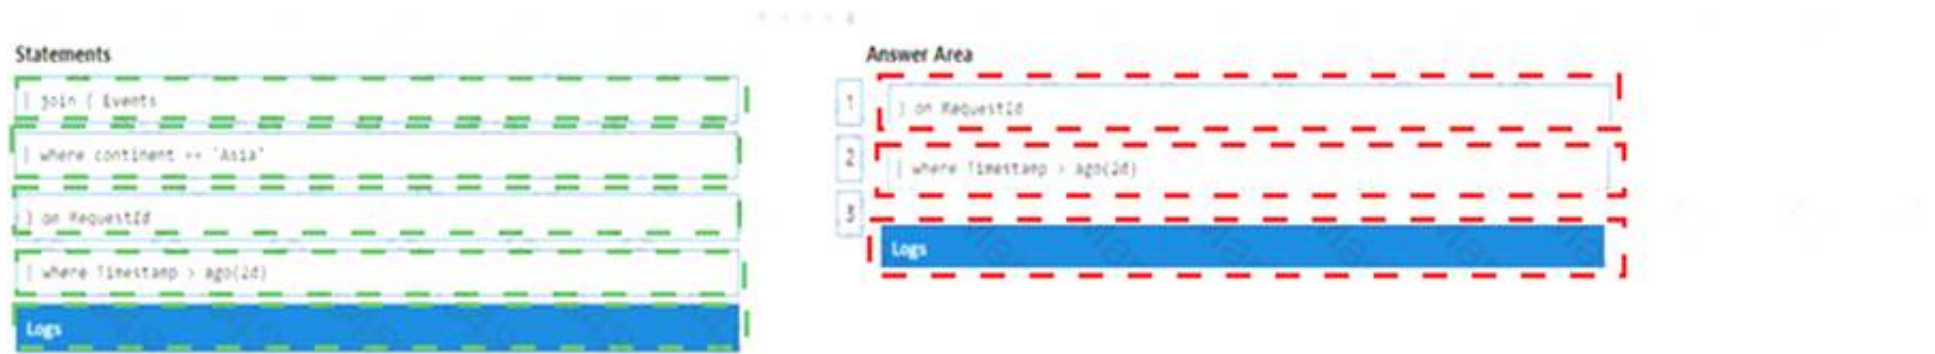 Statements
| join ( Events
| where continent == 'Asia'
) on RequestId
| where Timestamp > ago(2d)
Logs
Answer Area
1
) on RequestId
2
| where Timestamp > ago(2d)
3
Logs